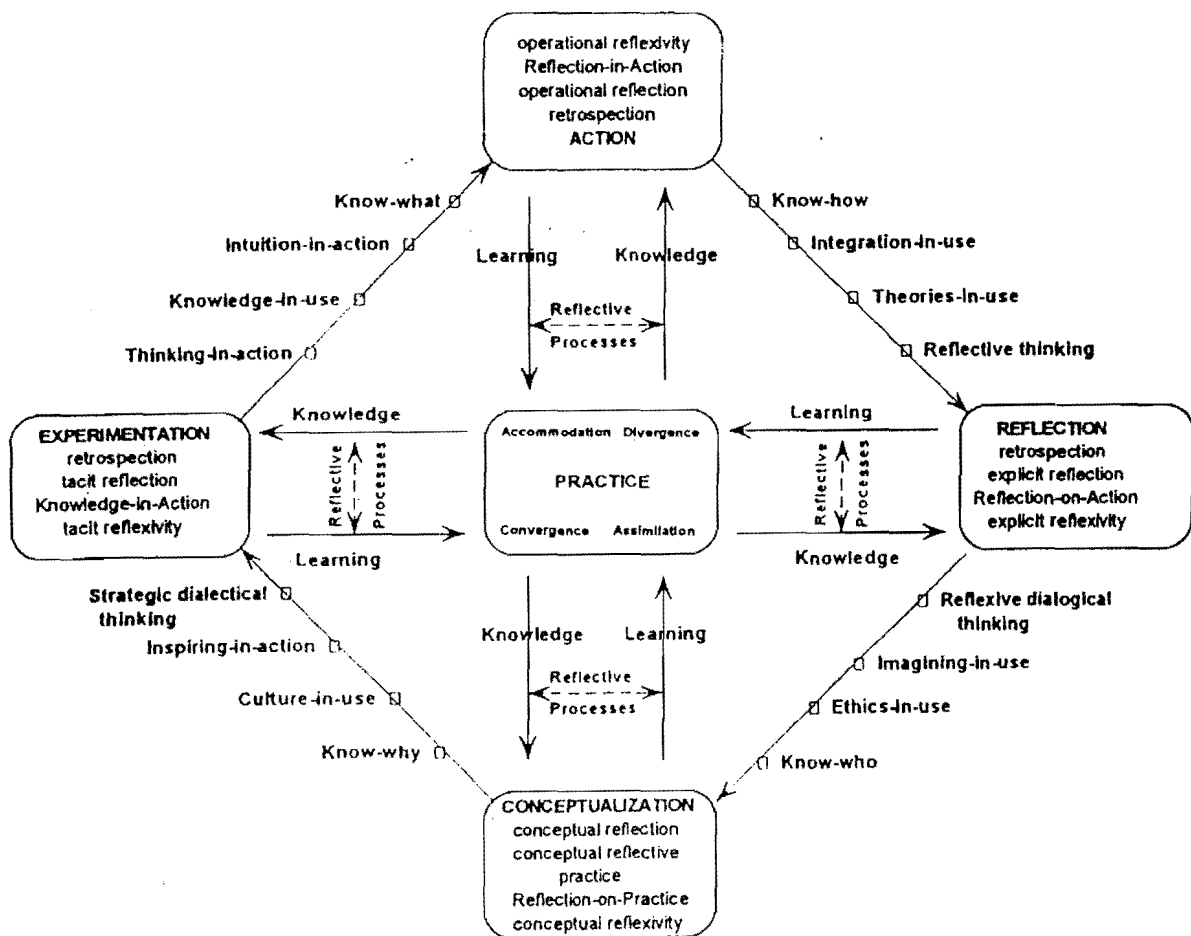 operational reflexivity
Reflection-in-Action
operational reflection
retrospection
ACTION
Know-what
Know-how
Intuition-in-action
Integration-in-use
Learning
Knowledge
Knowledge-in-use
Theories-in-use
Reflective
Processes
Thinking-in-action
Reflective thinking
Knowledge
Learning
EXPERIMENTATION
retrospection
tacit reflection
Knowledge-in-Action
tacit reflexivity
Reflective
Processes
Learning
Accommodation Divergence
PRACTICE
Convergence Assimilation
Reflective
Processes
Knowledge
REFLECTION
retrospection
explicit reflection
Reflection-on-Action
explicit reflexivity
Strategic dialectical
thinking
Reflexive dialogical
thinking
Inspiring-in-action
Knowledge
Learning
Imagining-in-use
Reflective
Processes
Culture-in-use
Ethics-in-use
Know-why
Know-who
CONCEPTUALIZATION
conceptual reflection
conceptual reflective
practice
Reflection-on-Practice
conceptual reflexivity